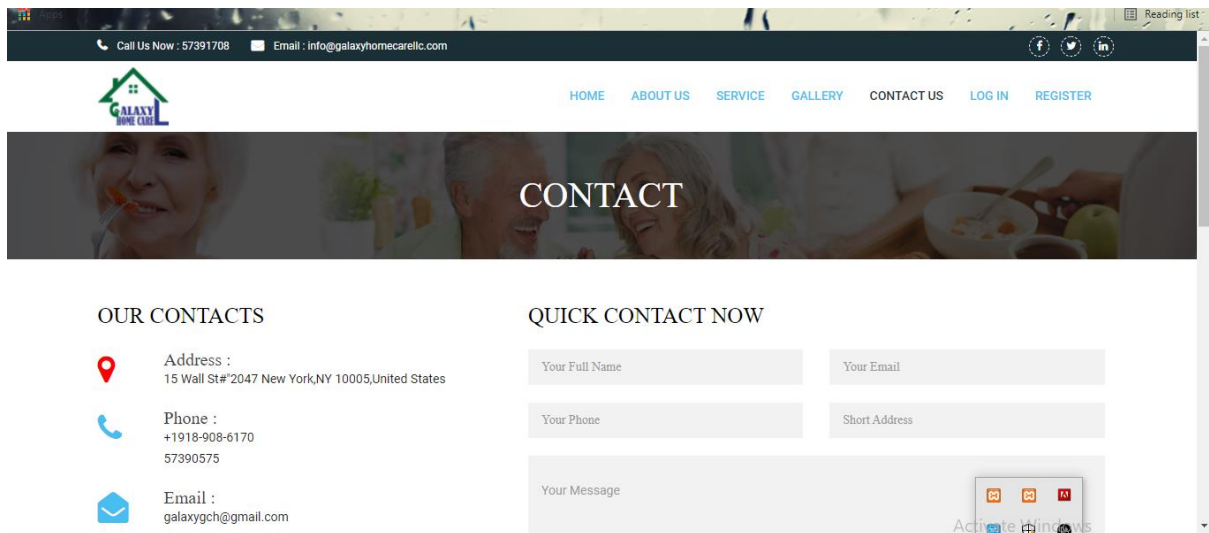 Apps
Reading list
Call Us Now : 57391708 Email : info@galaxyhomecarellc.com
GALAXY
HOME CARE
HOME ABOUT US SERVICE GALLERY CONTACT US LOG IN REGISTER
CONTACT
OUR CONTACTS
Address :
15 Wall St#"2047 New York,NY 10005,United States
Phone :
+1918-908-6170
57390575
Email :
galaxygch@gmail.com
QUICK CONTACT NOW
Your Full Name Your Email
Your Phone Short Address
Your Message
Activate Windows